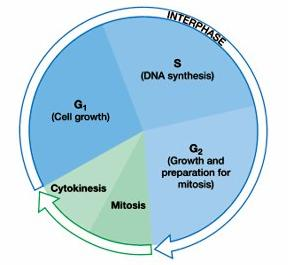 INTERPHASE
S
(DNA synthesis)
G₁
(Cell growth)
G₂
(Growth and
preparation for
mitosis)
Cytokinesis
Mitosis